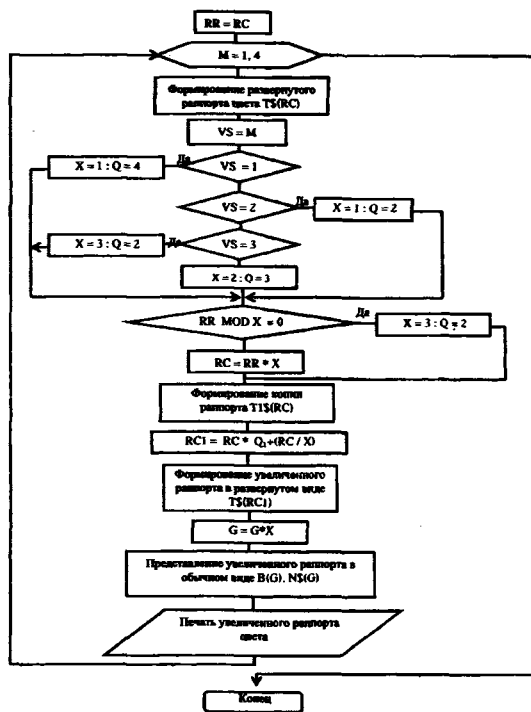 RR = RC
M = 1, 4
Формирование развернутого
раппорта цвета T$(RC)
VS = M
X = 1 : Q = 4
Да
VS = 1
VS = 2
Да
X = 1 : Q = 2
X = 3 : Q = 2
Да
VS = 3
X = 2 : Q = 3
RR MOD X = 0
Да
X = 3 : Q = 2
RC = RR * X
Формирование копии
раппорта T1$(RC)
RC1 = RC * Q+(RC / X)
Формирование увеличенного
раппорта в развернутом виде
T$(RC1)
G = G*X
Представление увеличенного раппорта в
обычном виде B(G), N$(G)
Печать увеличенного раппорта
цвета
Конец